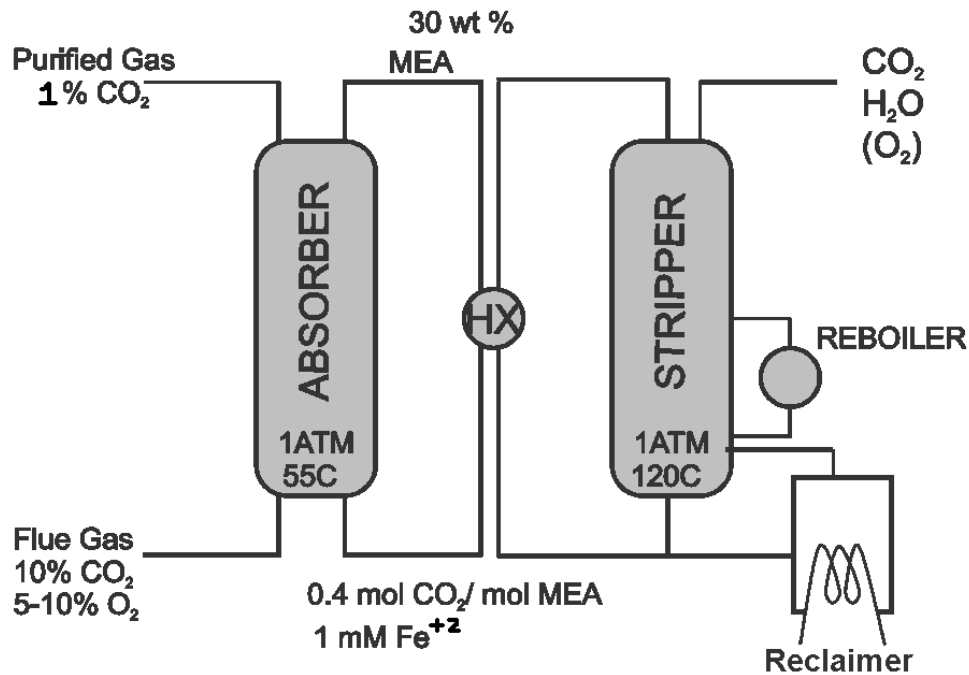 30 wt %
MEA
Purified Gas
1% CO₂
CO₂
H₂O
(O₂)
ABSORBER
1ATM
55C
HX
STRIPPER
1ATM
120C
REBOILER
Flue Gas
10% CO₂
5-10% O₂
0.4 mol CO₂/ mol MEA
1 mM Fe⁺²
Reclaimer